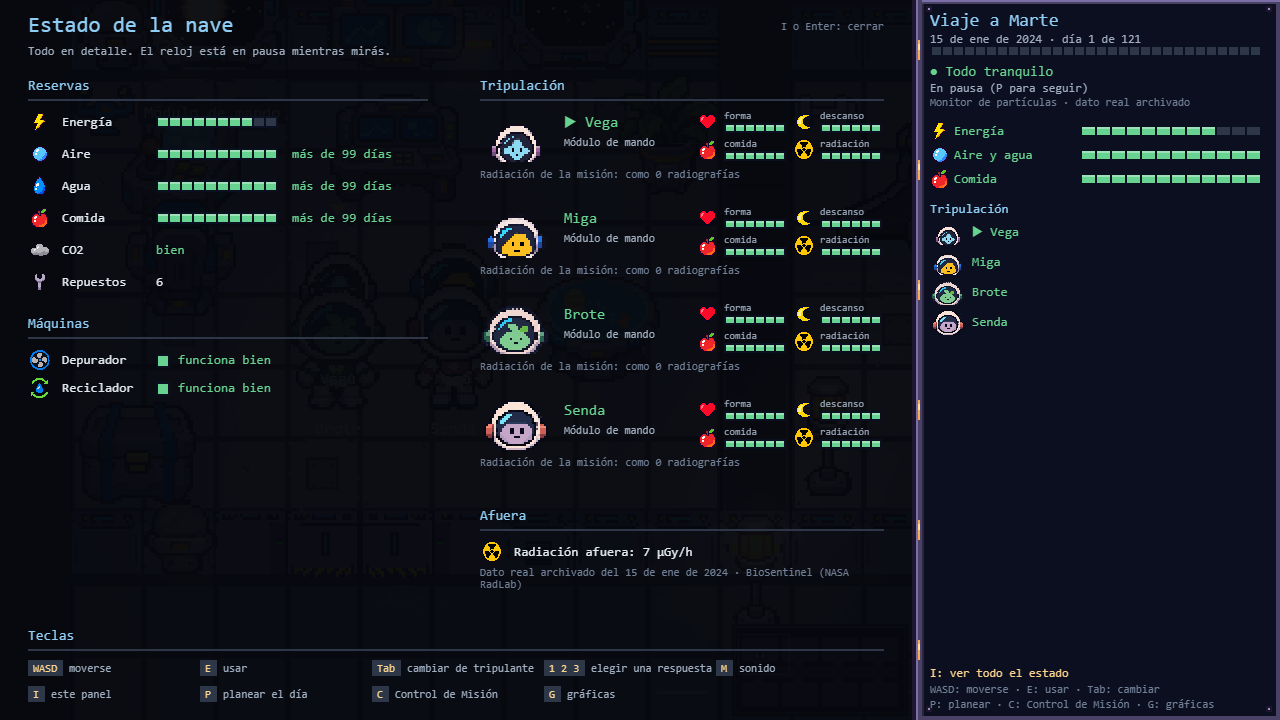 Estado de la nave
I o Enter: cerrar
Todo en detalle. El reloj está en pausa mientras mirás.
Reservas
Energía
Aire más de 99 días
Agua más de 99 días
Comida más de 99 días
CO2 bien
Repuestos 6
Máquinas
Depurador funciona bien
Reciclador funciona bien
Tripulación
▶ Vega
Módulo de mando
forma descanso
comida radiación
Radiación de la misión: como 0 radiografías
Miga
Módulo de mando
forma descanso
comida radiación
Radiación de la misión: como 0 radiografías
Brote
Módulo de mando
forma descanso
comida radiación
Radiación de la misión: como 0 radiografías
Senda
Módulo de mando
forma descanso
comida radiación
Radiación de la misión: como 0 radiografías
Afuera
Radiación afuera: 7 µGy/h
Dato real archivado del 15 de ene de 2024 · BioSentinel (NASA
RadLab)
Teclas
WASD moverse E usar Tab cambiar de tripulante 1 2 3 elegir una respuesta M sonido
I este panel P planear el día C Control de Misión G gráficas
Viaje a Marte
15 de ene de 2024 · día 1 de 121
● Todo tranquilo
En pausa (P para seguir)
Monitor de partículas · dato real archivado
Energía
Aire y agua
Comida
Tripulación
▶ Vega
Miga
Brote
Senda
I: ver todo el estado
WASD: moverse · E: usar · Tab: cambiar
P: planear · C: Control de Misión · G: gráficas